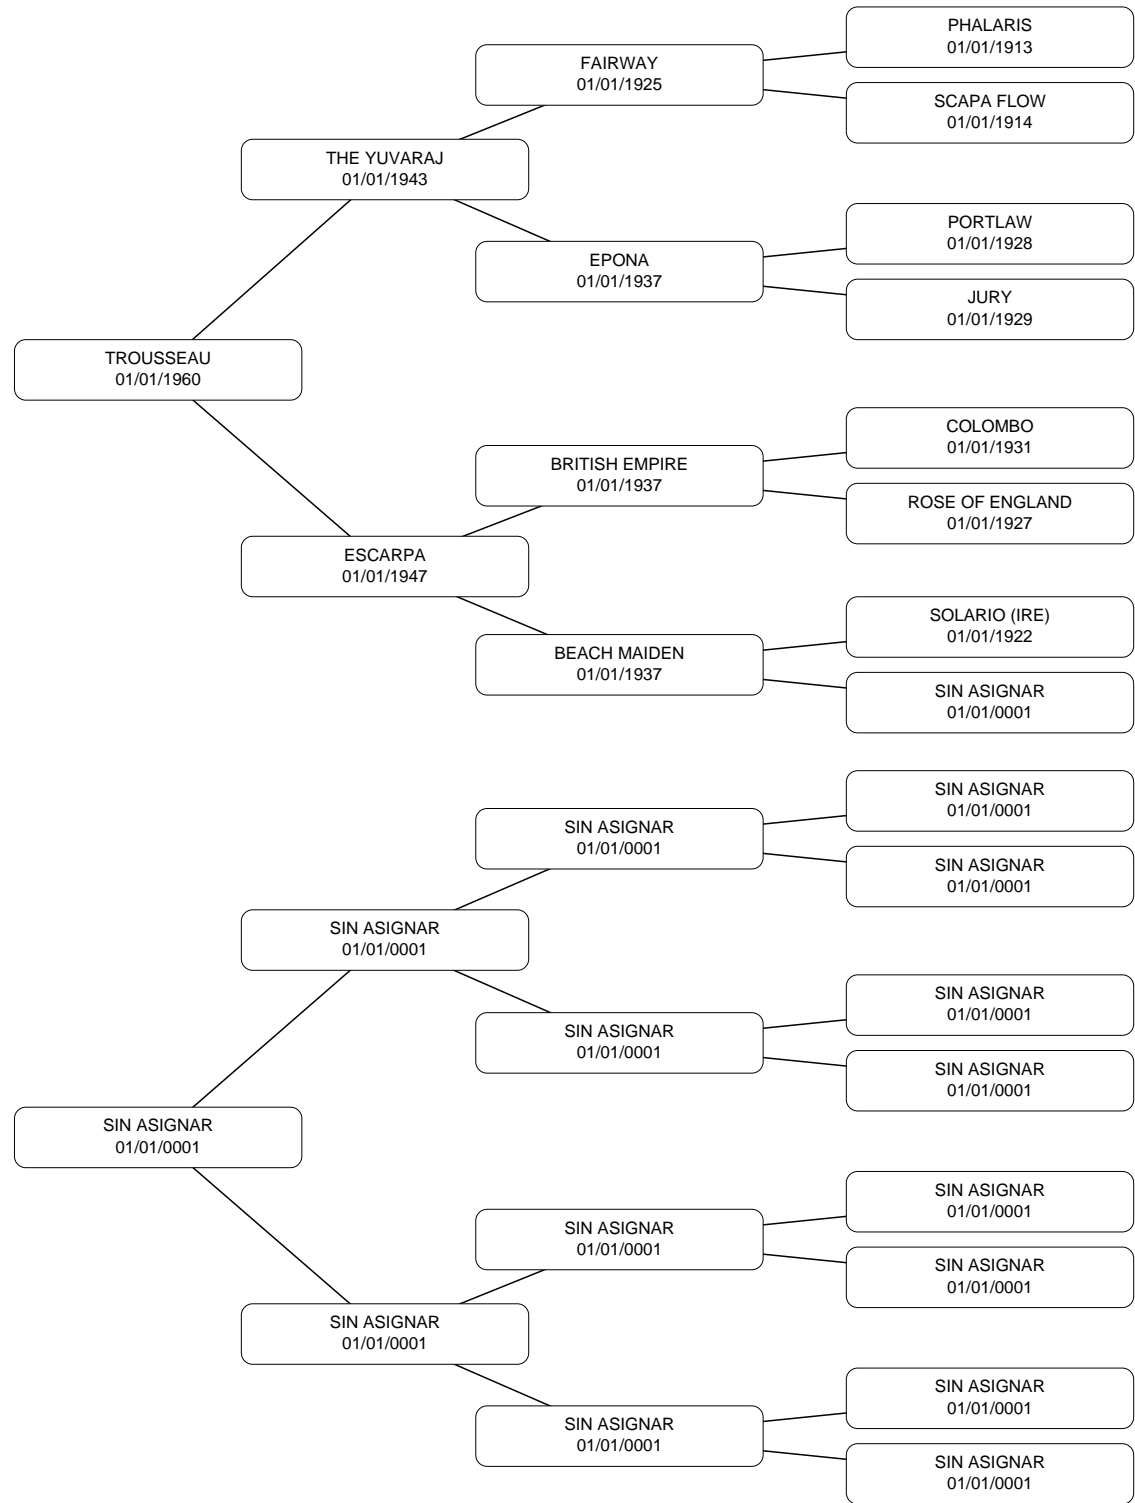 PHALARIS
01/01/1913
FAIRWAY
01/01/1925
SCAPA FLOW
01/01/1914
THE YUVARAJ
01/01/1943
PORTLAW
01/01/1928
EPONA
01/01/1937
JURY
01/01/1929
TROUSSEAU
01/01/1960
COLOMBO
01/01/1931
BRITISH EMPIRE
01/01/1937
ROSE OF ENGLAND
01/01/1927
ESCARPA
01/01/1947
SOLARIO (IRE)
01/01/1922
BEACH MAIDEN
01/01/1937
SIN ASIGNAR
01/01/0001
SIN ASIGNAR
01/01/0001
SIN ASIGNAR
01/01/0001
SIN ASIGNAR
01/01/0001
SIN ASIGNAR
01/01/0001
SIN ASIGNAR
01/01/0001
SIN ASIGNAR
01/01/0001
SIN ASIGNAR
01/01/0001
SIN ASIGNAR
01/01/0001
SIN ASIGNAR
01/01/0001
SIN ASIGNAR
01/01/0001
SIN ASIGNAR
01/01/0001
SIN ASIGNAR
01/01/0001
SIN ASIGNAR
01/01/0001
SIN ASIGNAR
01/01/0001
SIN ASIGNAR
01/01/0001